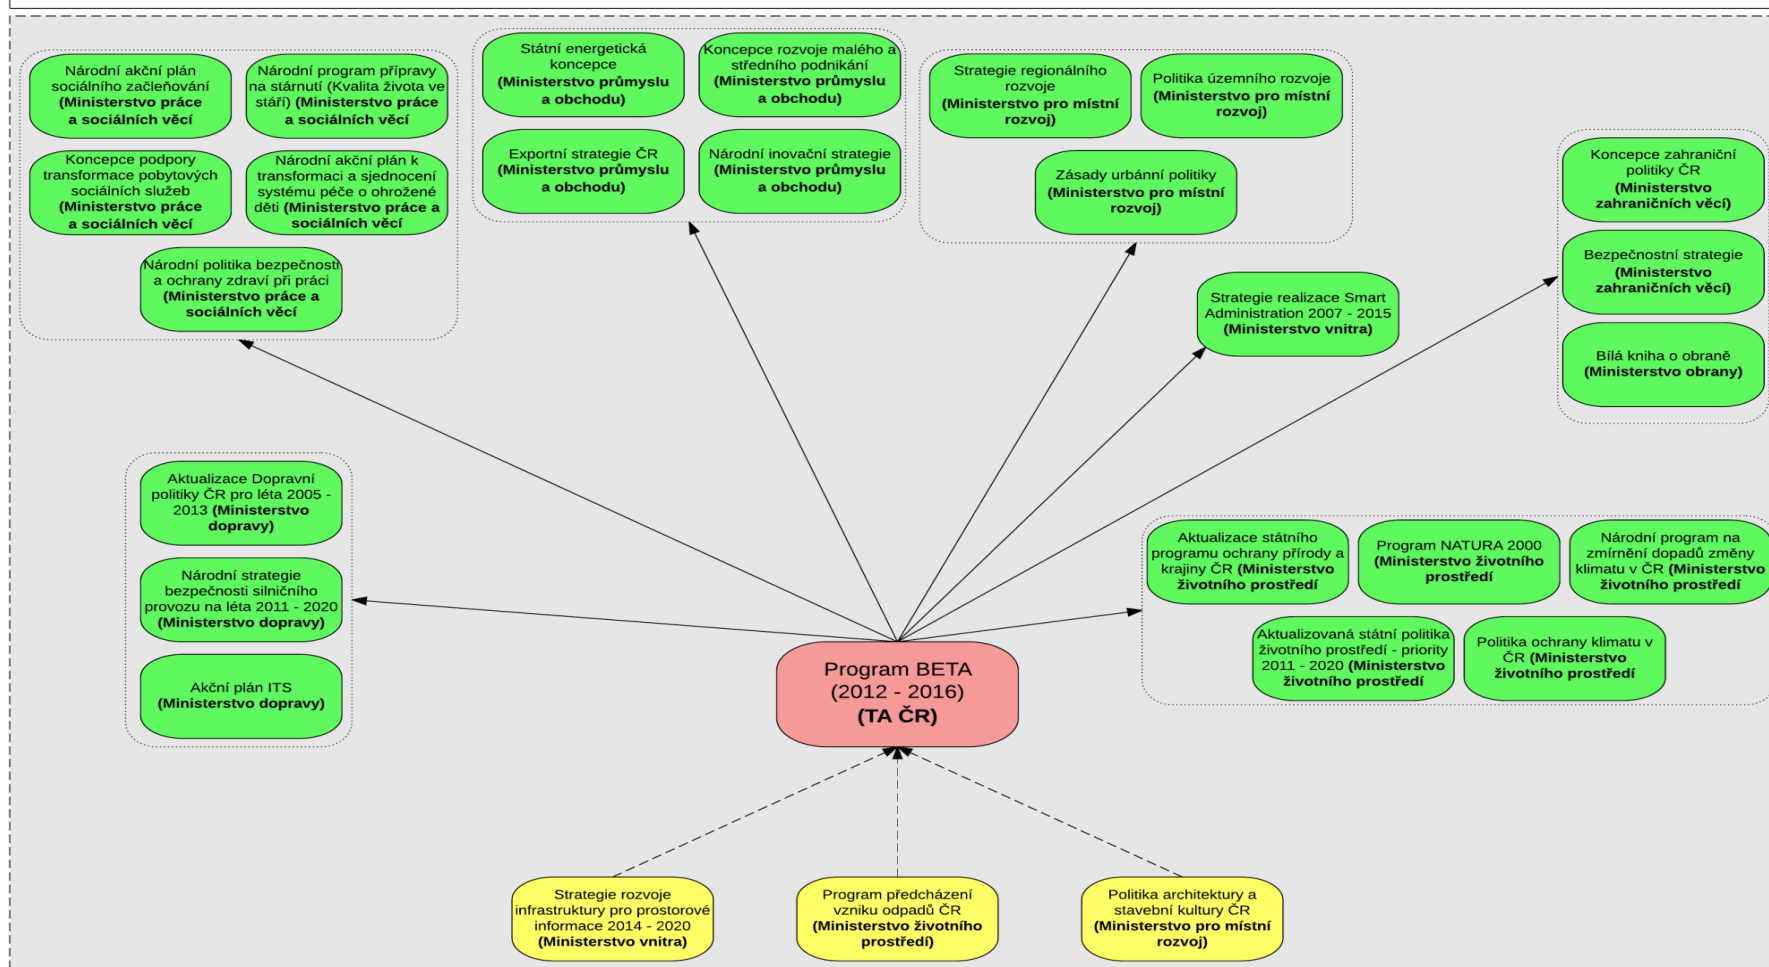 Národní akční plán
sociálního začleňování
(Ministerstvo práce
a sociálních věcí
Národní program přípravy
na stárnutí (Kvalita života ve
stáří) (Ministerstvo práce
a sociálních věcí
Koncepce podpory
transformace pobytových
sociálních služeb
(Ministerstvo práce
a sociálních věcí
Národní akční plán k
transformaci a sjednocení
systému péče o ohrožené
děti (Ministerstvo práce a
sociálních věcí
Národní politika bezpečnosti
a ochrany zdraví při práci
(Ministerstvo práce a
sociálních věcí
Státní energetická
koncepce
(Ministerstvo průmyslu
a obchodu)
Koncepce rozvoje malého a
středního podnikání
(Ministerstvo průmyslu
a obchodu)
Exportní strategie ČR
(Ministerstvo průmyslu
a obchodu)
Národní inovační strategie
(Ministerstvo průmyslu
a obchodu)
Strategie regionálního
rozvoje
(Ministerstvo pro místní
rozvoj)
Politika územního rozvoje
(Ministerstvo pro místní
rozvoj)
Zásady urbánní politiky
(Ministerstvo pro místní
rozvoj)
Strategie realizace Smart
Administration 2007 - 2015
(Ministerstvo vnitra)
Koncepce zahraniční
politiky ČR
(Ministerstvo
zahraničních věcí)
Bezpečnostní strategie
(Ministerstvo
zahraničních věcí)
Bílá kniha o obraně
(Ministerstvo obrany)
Aktualizace Dopravní
politiky ČR pro léta 2005 -
2013 (Ministerstvo
dopravy)
Národní strategie
bezpečnosti silničního
provozu na léta 2011 - 2020
(Ministerstvo dopravy)
Akční plán ITS
(Ministerstvo dopravy)
Aktualizace státního
programu ochrany přírody a
krajiny ČR (Ministerstvo
životního prostředí
Program NATURA 2000
(Ministerstvo životního
prostředí
Národní program na
zmírnění dopadů změny
klimatu v ČR (Ministerstvo
životního prostředí
Aktualizovaná státní politika
životního prostředí - priority
2011 - 2020 (Ministerstvo
životního prostředí
Politika ochrany klimatu v
ČR (Ministerstvo
životního prostředí
Program BETA
(2012 - 2016)
(TA ČR)
Strategie rozvoje
infrastruktury pro prostorové
informace 2014 - 2020
(Ministerstvo vnitra)
Program předcházení
vzniku odpadů ČR
(Ministerstvo životního
prostředí)
Politika architektury a
stavební kultury ČR
(Ministerstvo pro místní
rozvoj)